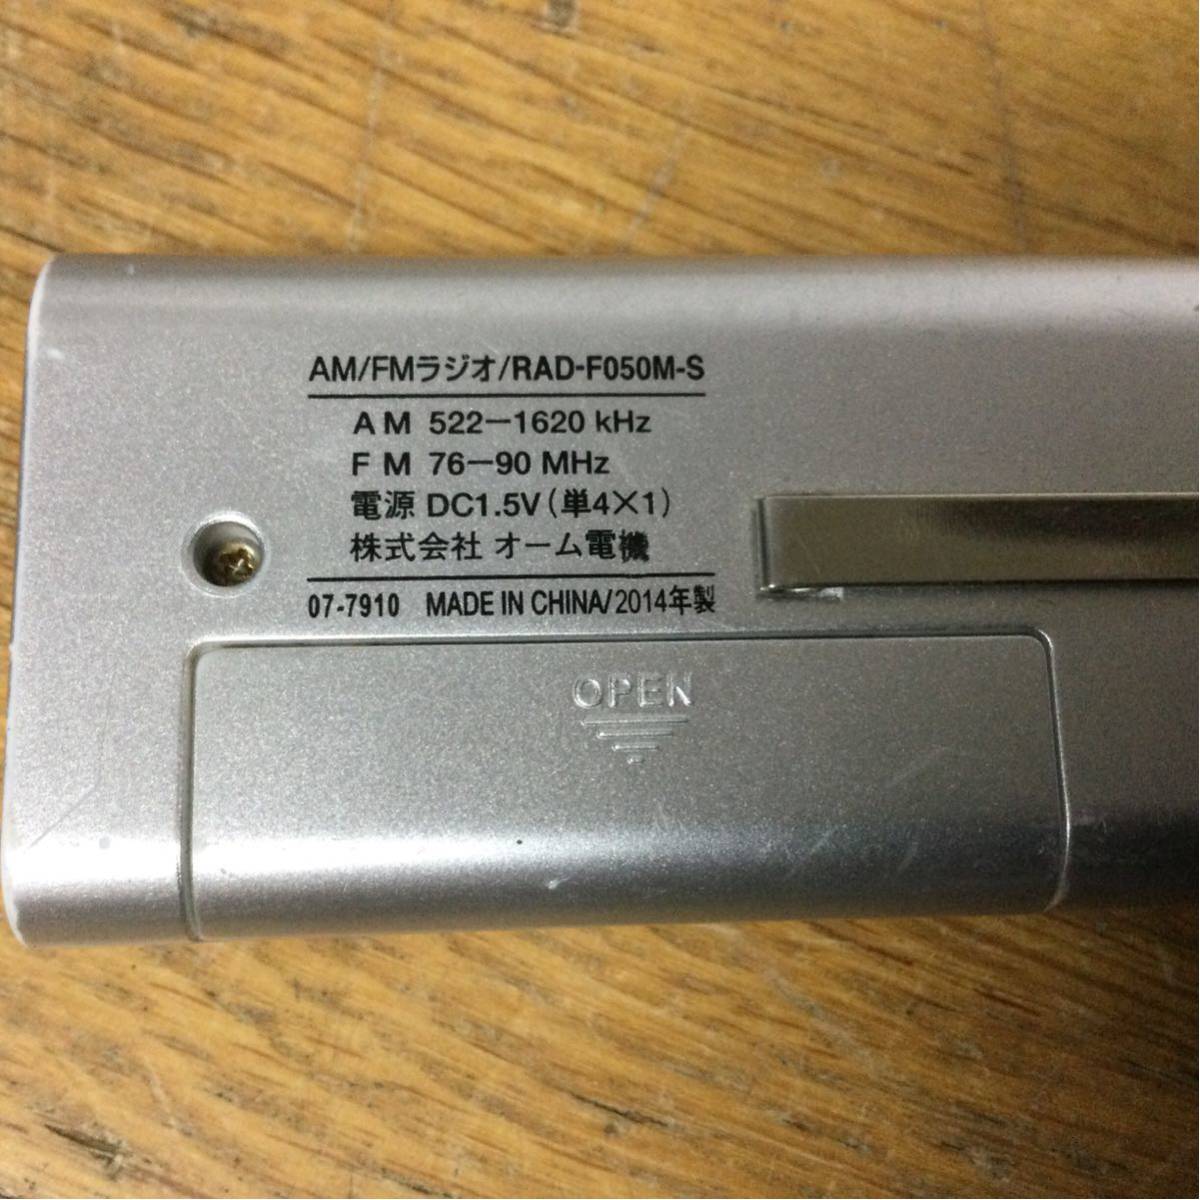 AM/FMラジオ/RAD-F050M-S
AM 522-1620 kHz
FM 76-90 MHz
電源 DC1.5V(単4×1)
株式会社 オーム電機
07-7910 MADE IN CHINA/2014年製
OPEN